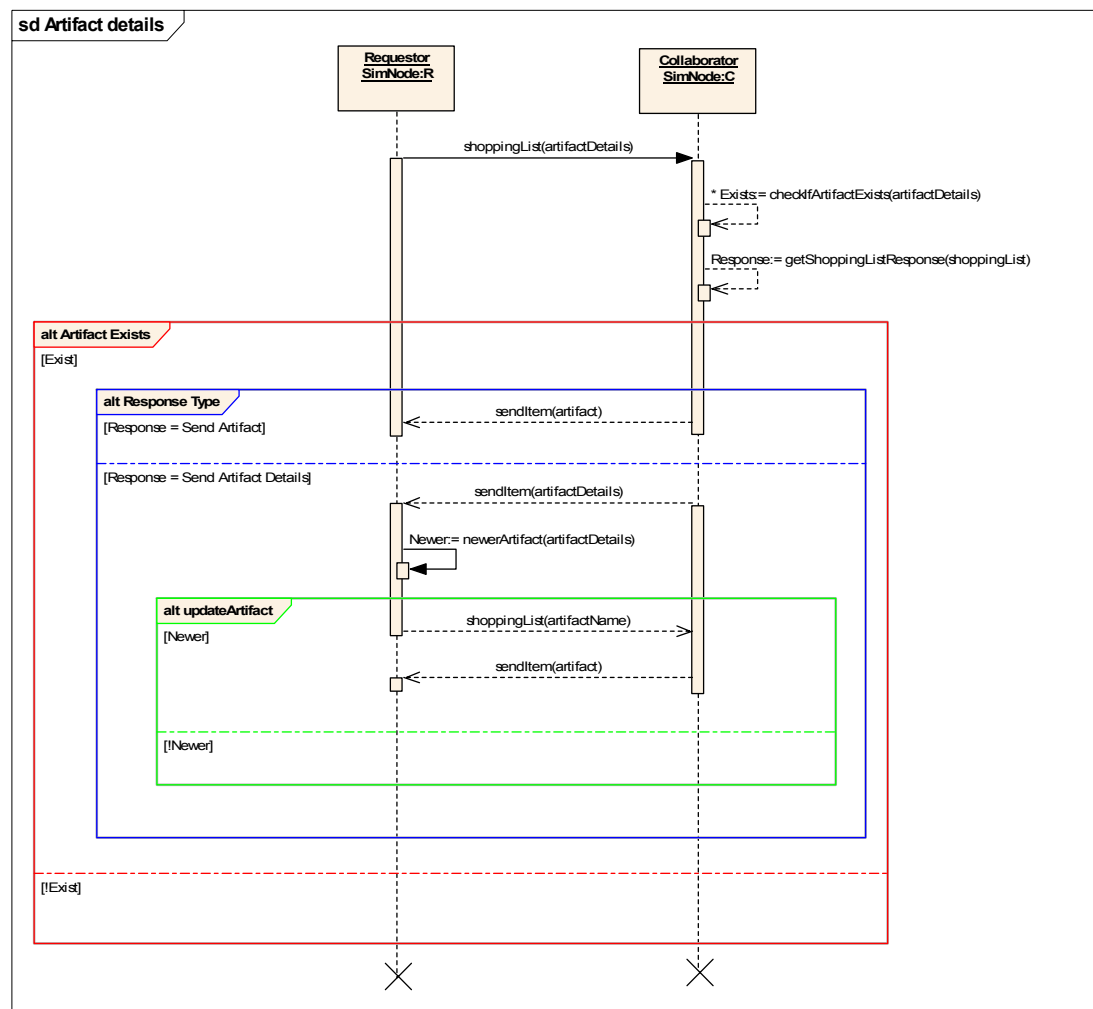 sd Artifact details
Requestor
SimNode:R
Collaborator
SimNode:C
shoppingList(artifactDetails)
* Exists:= checkIfArtifactExists(artifactDetails)
Response:= getShoppingListResponse(shoppingList)
alt Artifact Exists
[Exist]
alt Response Type
sendItem(artifact)
[Response = Send Artifact]
[Response = Send Artifact Details]
sendItem(artifactDetails)
Newer:= newerArtifact(artifactDetails)
alt updateArtifact
shoppingList(artifactName)
[Newer]
sendItem(artifact)
[!Newer]
[!Exist]